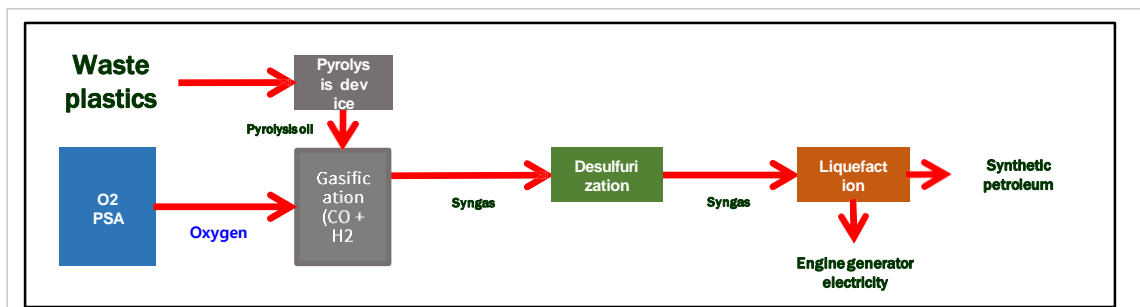 Waste
plastics
Pyrolys
is dev
ice
Pyrolysis oil
O2
PSA
Oxygen
Gasific
ation
(CO +
H2
Syngas
Desulfuri
zation
Syngas
Liquefact
ion
Synthetic
petroleum
Engine generator
electricity